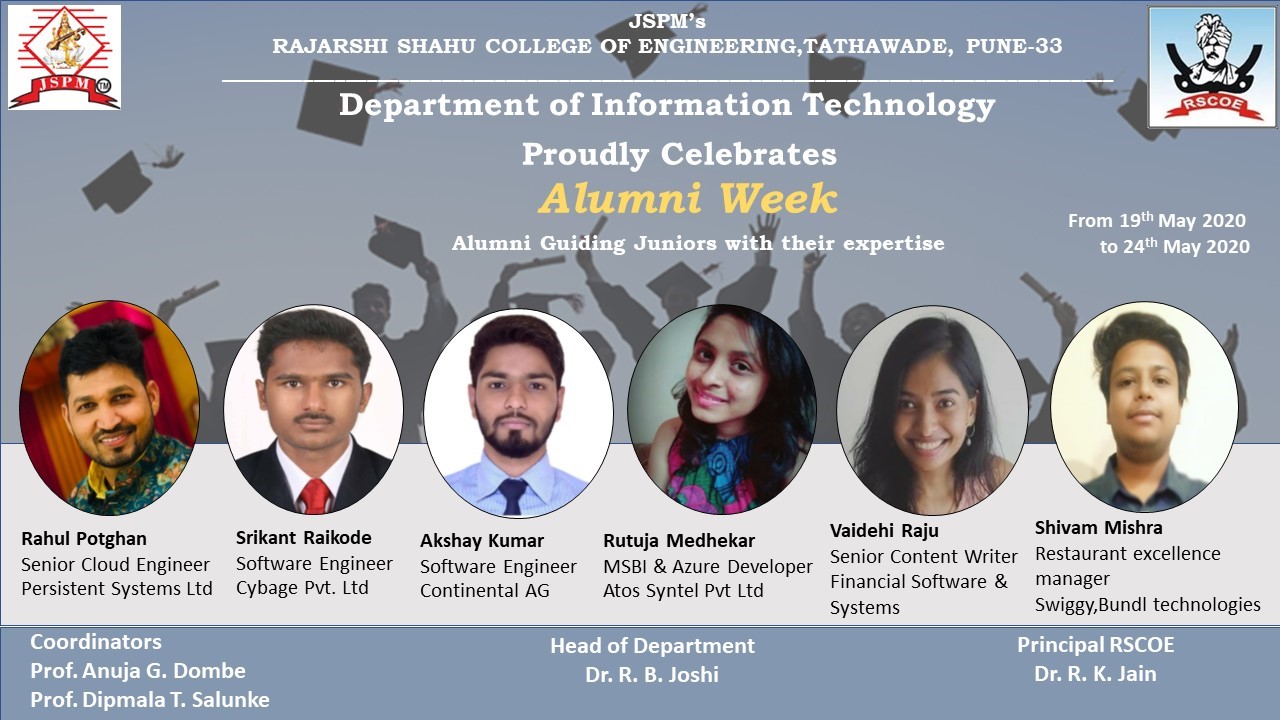 JSPM's
RAJARSHI SHAHU COLLEGE OF ENGINEERING,TATHAWADE, PUNE-33
Department of Information Technology
Proudly Celebrates
Alumni Week
Alumni Guiding Juniors with their expertise
From 19th May 2020
to 24th May 2020
JSPM TM
RSCOE
Rahul Potghan
Senior Cloud Engineer
Persistent Systems Ltd
Srikant Raikode
Software Engineer
Cybage Pvt. Ltd
Akshay Kumar
Software Engineer
Continental AG
Rutuja Medhekar
MSBI & Azure Developer
Atos Syntel Pvt Ltd
Vaidehi Raju
Senior Content Writer
Financial Software &
Systems
Shivam Mishra
Restaurant excellence
manager
Swiggy,Bundl technologies
Coordinators
Prof. Anuja G. Dombe
Prof. Dipmala T. Salunke
Head of Department
Dr. R. B. Joshi
Principal RSCOE
Dr. R. K. Jain